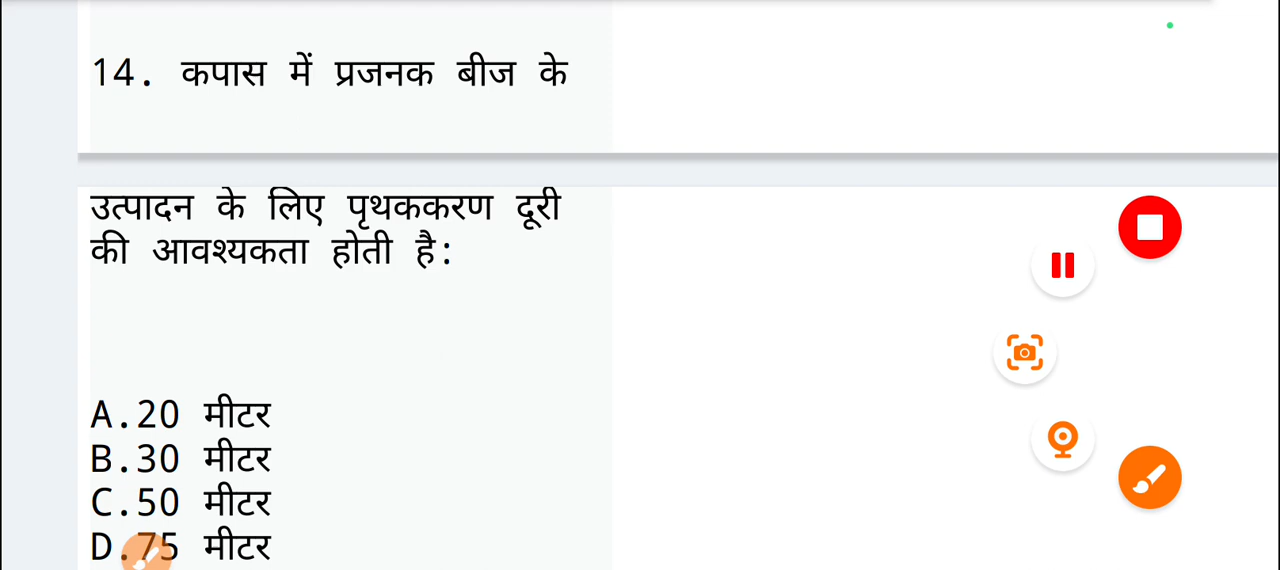 14. कपास में प्रजनक बीज के
उत्पादन के लिए पृथककरण दूरी
की आवश्यकता होती है:
A.20 मीटर
B.30 मीटर
C.50 मीटर
D.75 मीटर